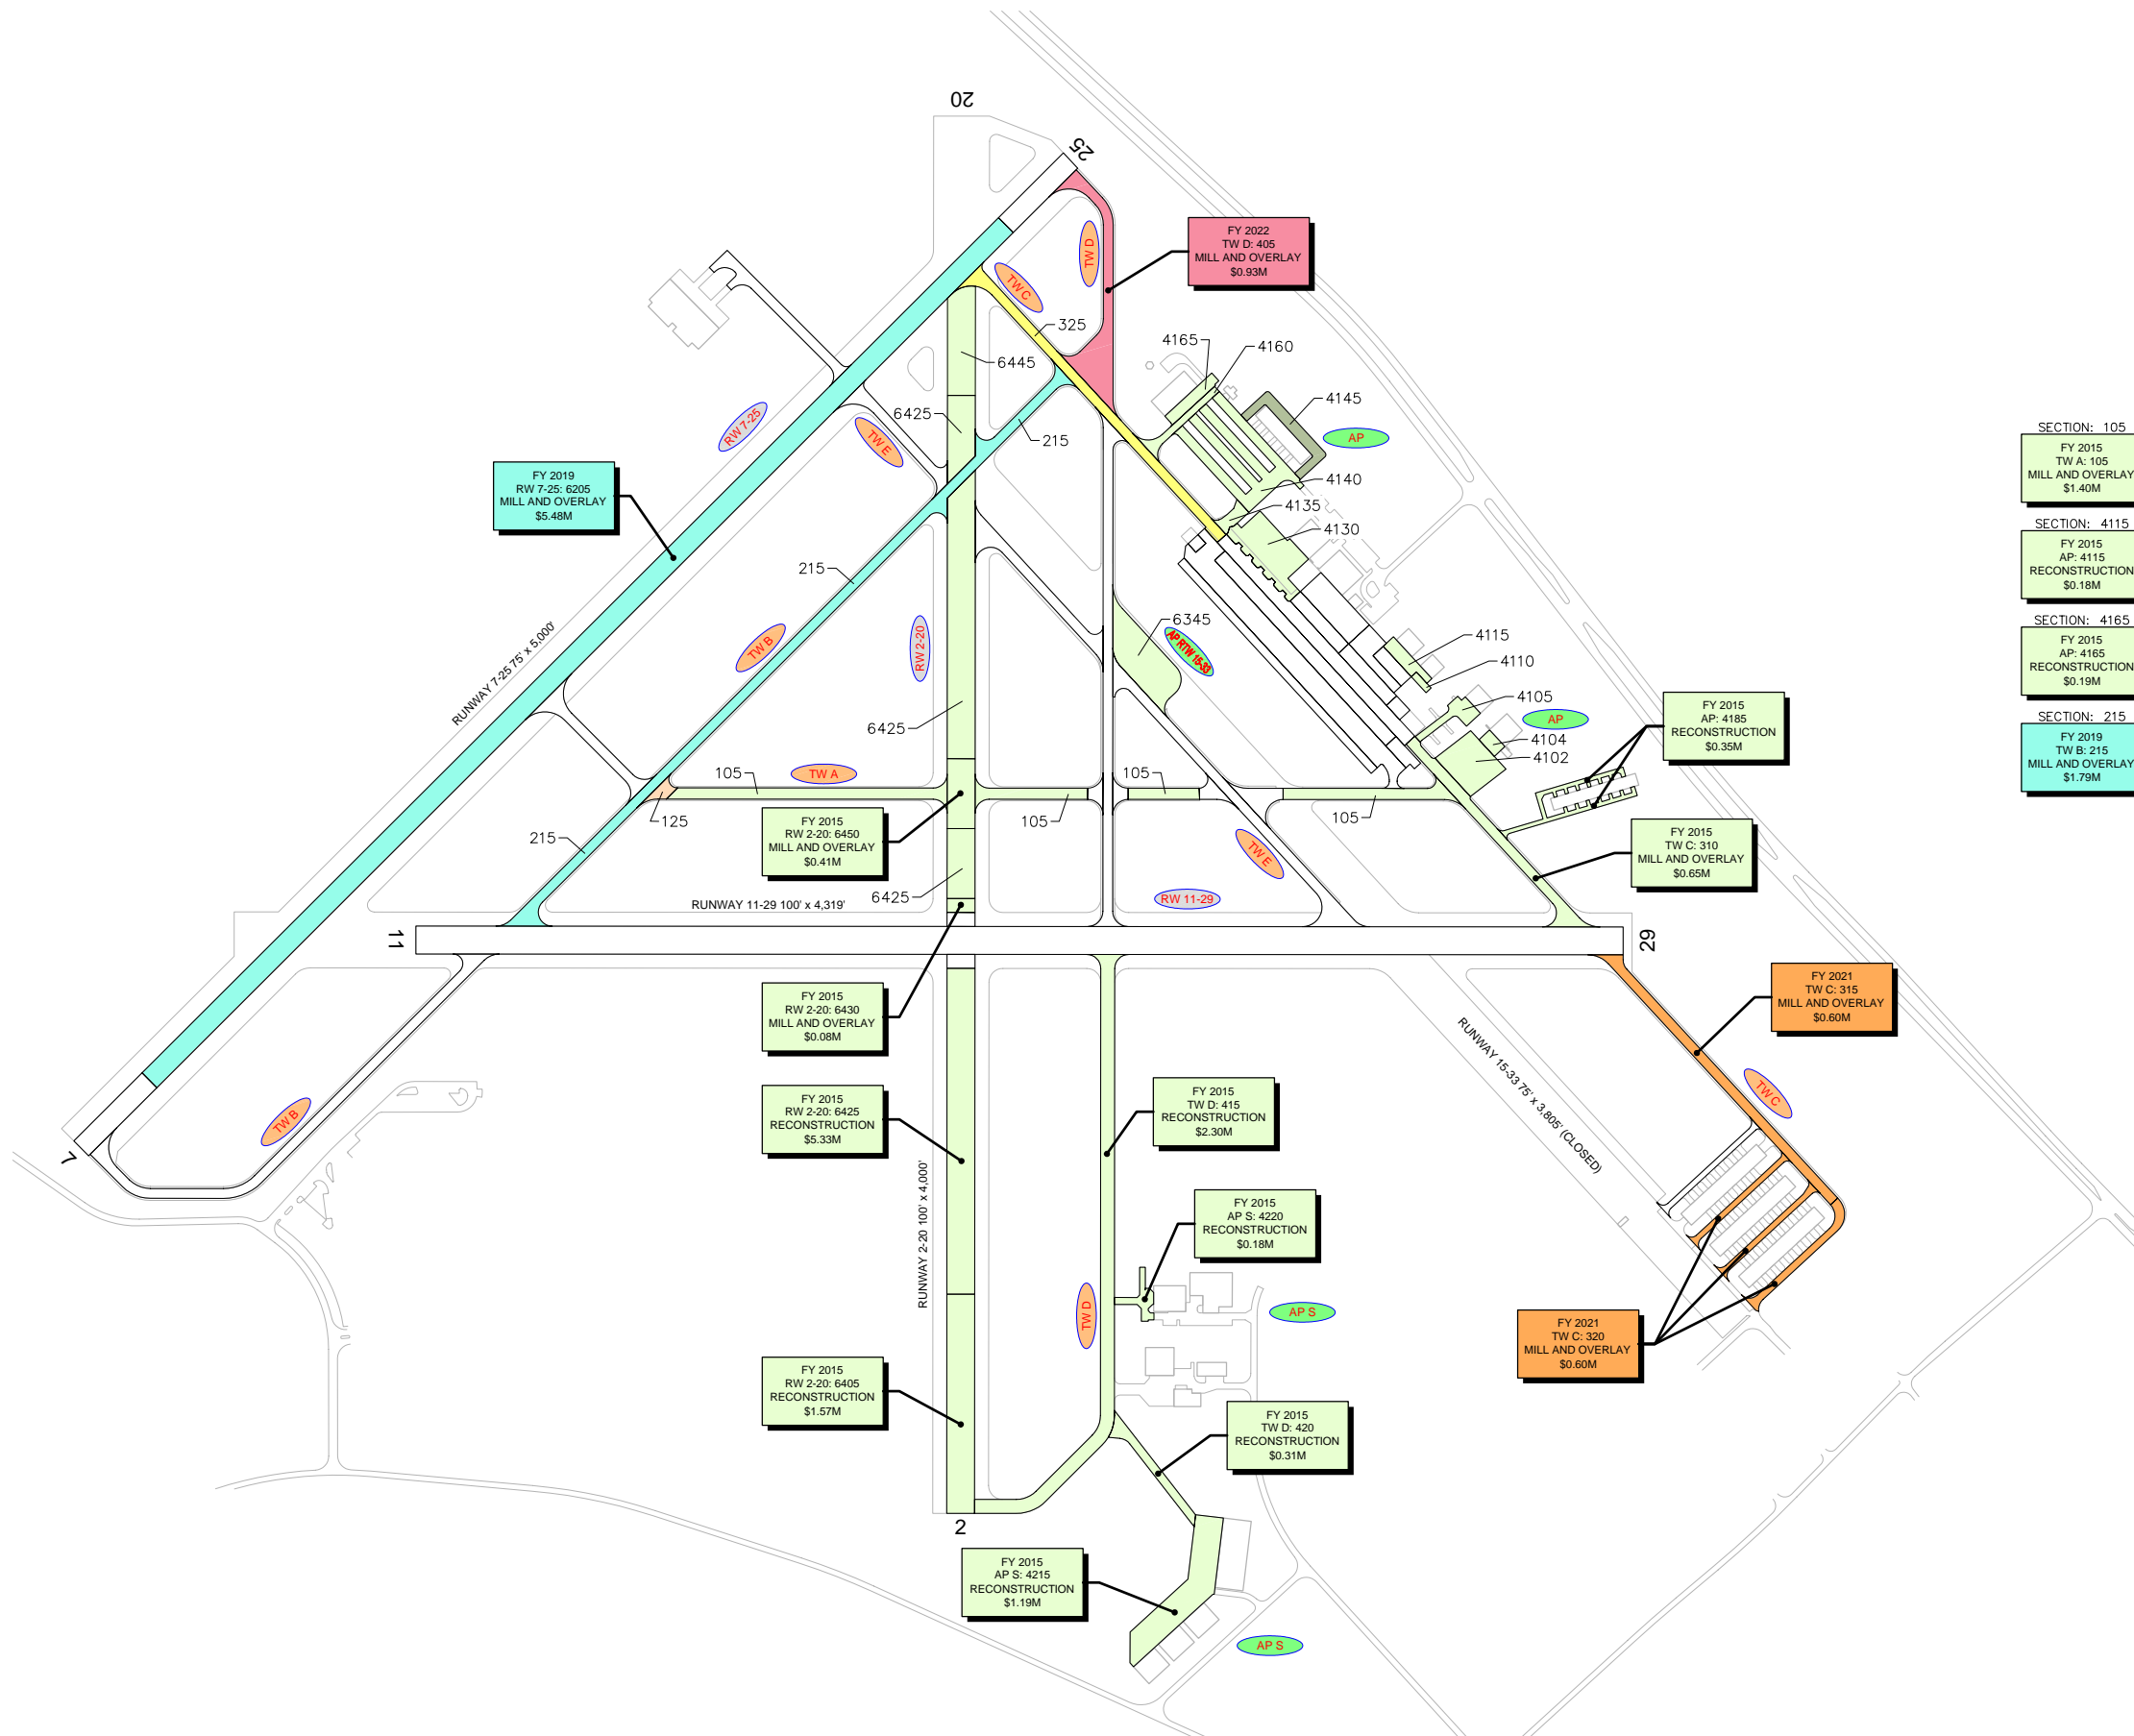 20
25
FY 2022
TW D: 405
MILL AND OVERLAY
$0.93M
TW D
TW C
325
4165
4160
6445
4145
6425
AP
215
RW 7-25
TW E
SECTION: 105
FY 2015
TW A: 105
MILL AND OVERLAY
$1.40M
FY 2019
RW 7-25: 6205
MILL AND OVERLAY
$5.48M
4140
4135
4130
SECTION: 4115
FY 2015
AP: 4115
RECONSTRUCTION
$0.18M
215
6345
AP RTW 15-33
TW B
RW 2-20
4115
4110
SECTION: 4165
FY 2015
AP: 4165
RECONSTRUCTION
$0.19M
RUNWAY 7-25 75' x 5,000'
4105
AP
4104
4102
FY 2015
AP: 4185
RECONSTRUCTION
$0.35M
6425
SECTION: 215
FY 2019
TW B: 215
MILL AND OVERLAY
$1.79M
TW A
105
105
125
105
105
215
FY 2015
RW 2-20: 6450
MILL AND OVERLAY
$0.41M
FY 2015
TW C: 310
MILL AND OVERLAY
$0.65M
TW E
6425
RUNWAY 11-29 100' x 4,319'
RW 11-29
11
29
FY 2015
RW 2-20: 6430
MILL AND OVERLAY
$0.08M
FY 2021
TW C: 315
MILL AND OVERLAY
$0.60M
RUNWAY 15-33 75' x 3,805' (CLOSED)
TW C
TW B
7
FY 2015
RW 2-20: 6425
RECONSTRUCTION
$5.33M
FY 2015
TW D: 415
RECONSTRUCTION
$2.30M
RUNWAY 2-20 100' x 4,000'
FY 2015
AP S: 4220
RECONSTRUCTION
$0.18M
TW D
AP S
FY 2021
TW C: 320
MILL AND OVERLAY
$0.60M
FY 2015
RW 2-20: 6405
RECONSTRUCTION
$1.57M
FY 2015
TW D: 420
RECONSTRUCTION
$0.31M
2
FY 2015
AP S: 4215
RECONSTRUCTION
$1.19M
AP S